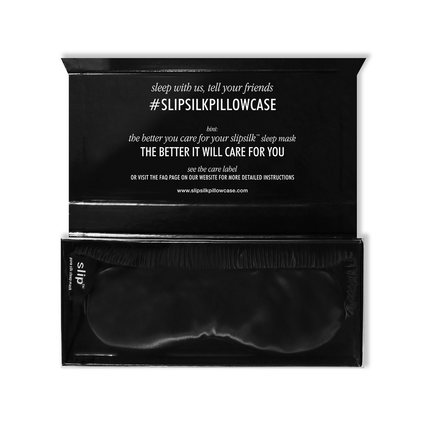 sleep with us, tell your friends
#SLIPSILKPILLOWCASE
hint:
the better you care for your slipsilk™ sleep mask
THE BETTER IT WILL CARE FOR YOU
see the care label
OR VISIT THE FAQ PAGE ON OUR WEBSITE FOR MORE DETAILED INSTRUCTIONS
www.slipsilkpillowcase.com
slip